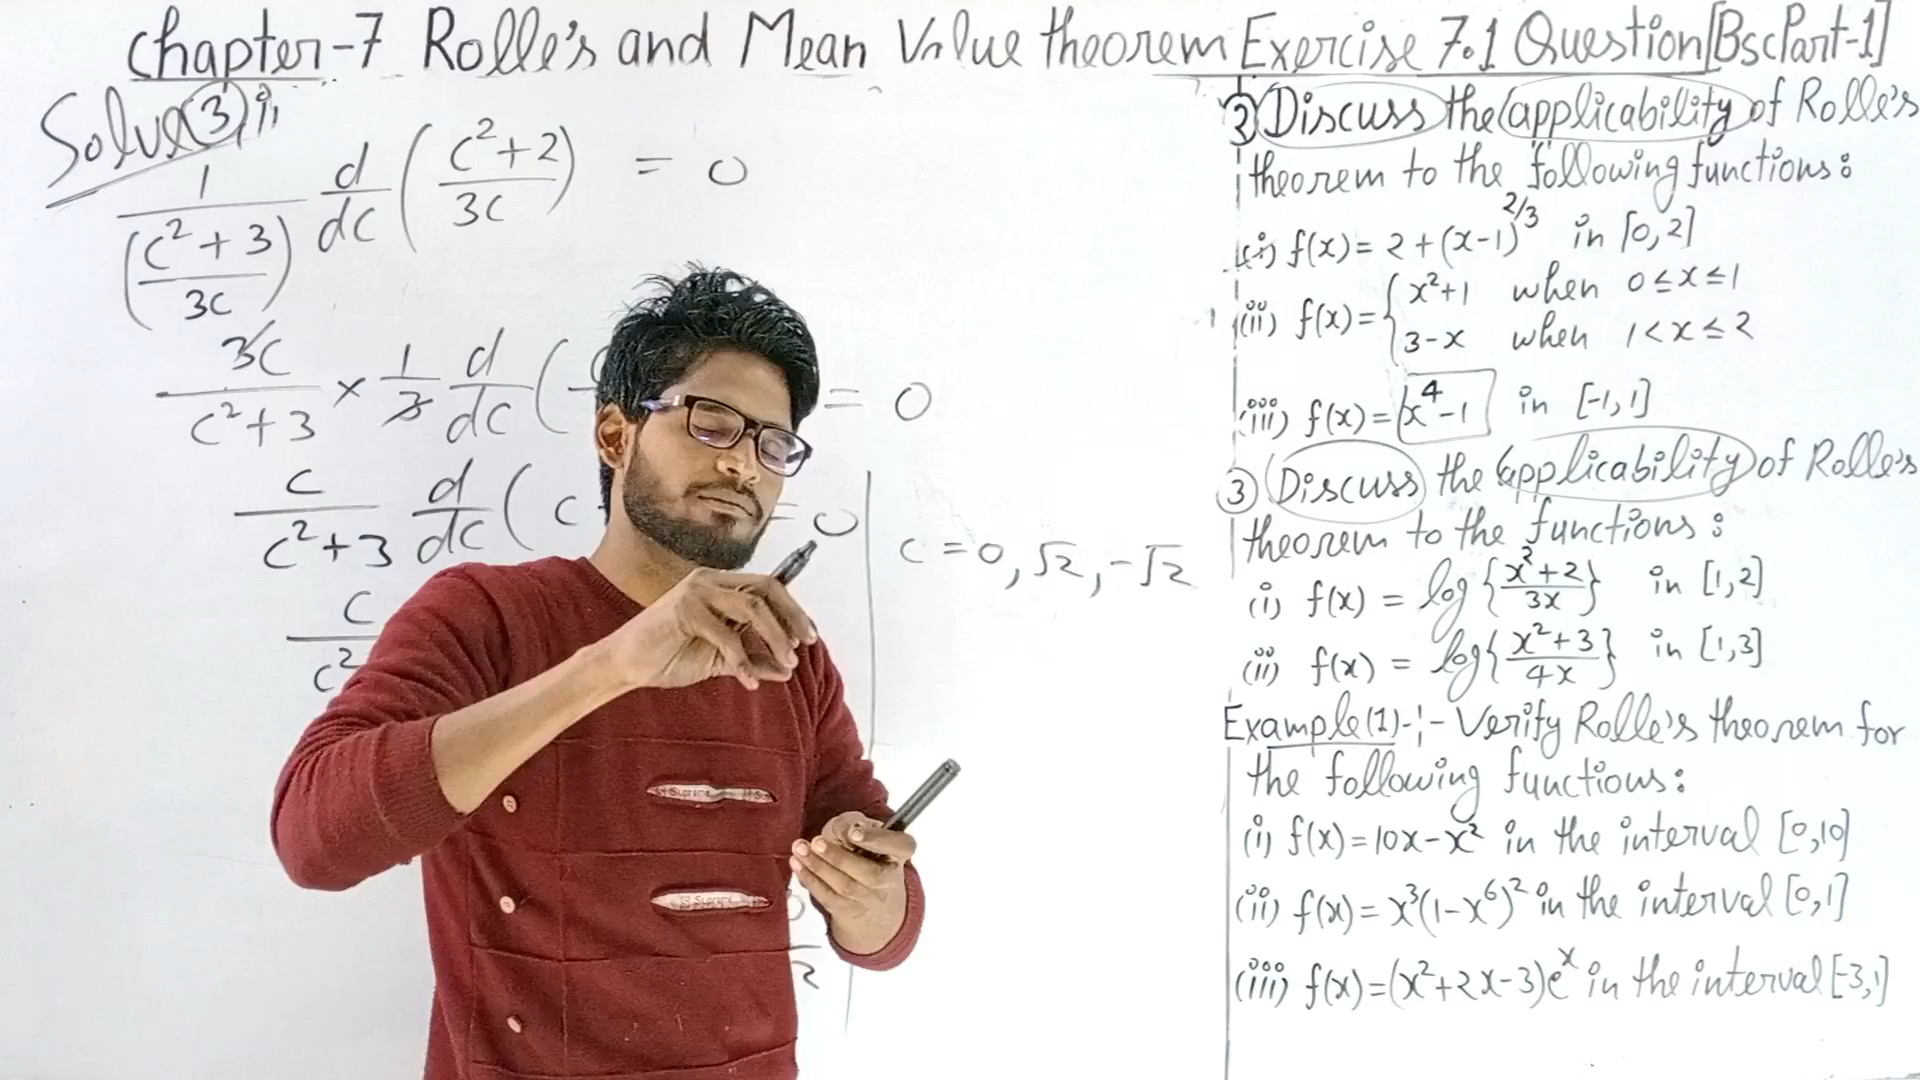 Chapter-7 Rolle's and Mean Value theorem Exercise 7.1 Question [Bsc Part-1]
Solve 3 ii
1/((c²+3)/3c) d/dc ((c²+2)/3c) = 0
3c/(c²+3) × 1/3 d/dc ( = 0
c/(c²+3) d/dc ( c = 0
c/c²
c = 0, √2, -√2
③ Discuss the applicability of Rolle's
theorem to the following functions:
(i) f(x) = 2+(x-1)^2/3 in [0,2]
(ii) f(x) = { x²+1 when 0≤x≤1
3-x when 1<x≤2
(iii) f(x) = x⁴-1 in [-1,1]
③ Discuss the applicability of Rolle's
theorem to the functions:
(i) f(x) = log{(x²+2)/3x} in [1,2]
(ii) f(x) = log{(x²+3)/4x} in [1,3]
Example(1)-:- Verify Rolle's theorem for
the following functions:
(i) f(x)=10x-x² in the interval [0,10]
(ii) f(x)=x³(1-x⁶)² in the interval [0,1]
(iii) f(x)=(x²+2x-3)eˣ in the interval [-3,1]